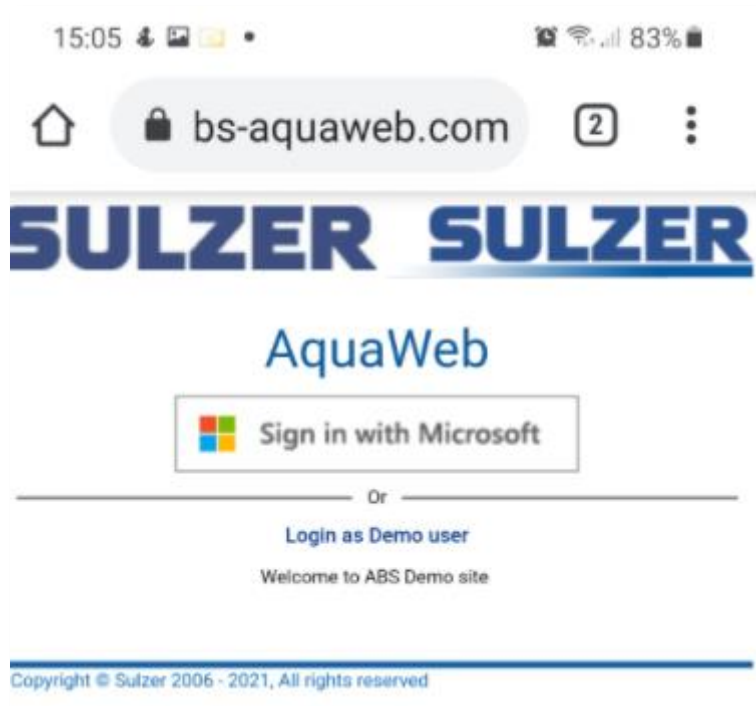 15:05 83%
bs-aquaweb.com 2
SULZER SULZER
AquaWeb
Sign in with Microsoft
Or
Login as Demo user
Welcome to ABS Demo site
Copyright © Sulzer 2006 - 2021, All rights reserved